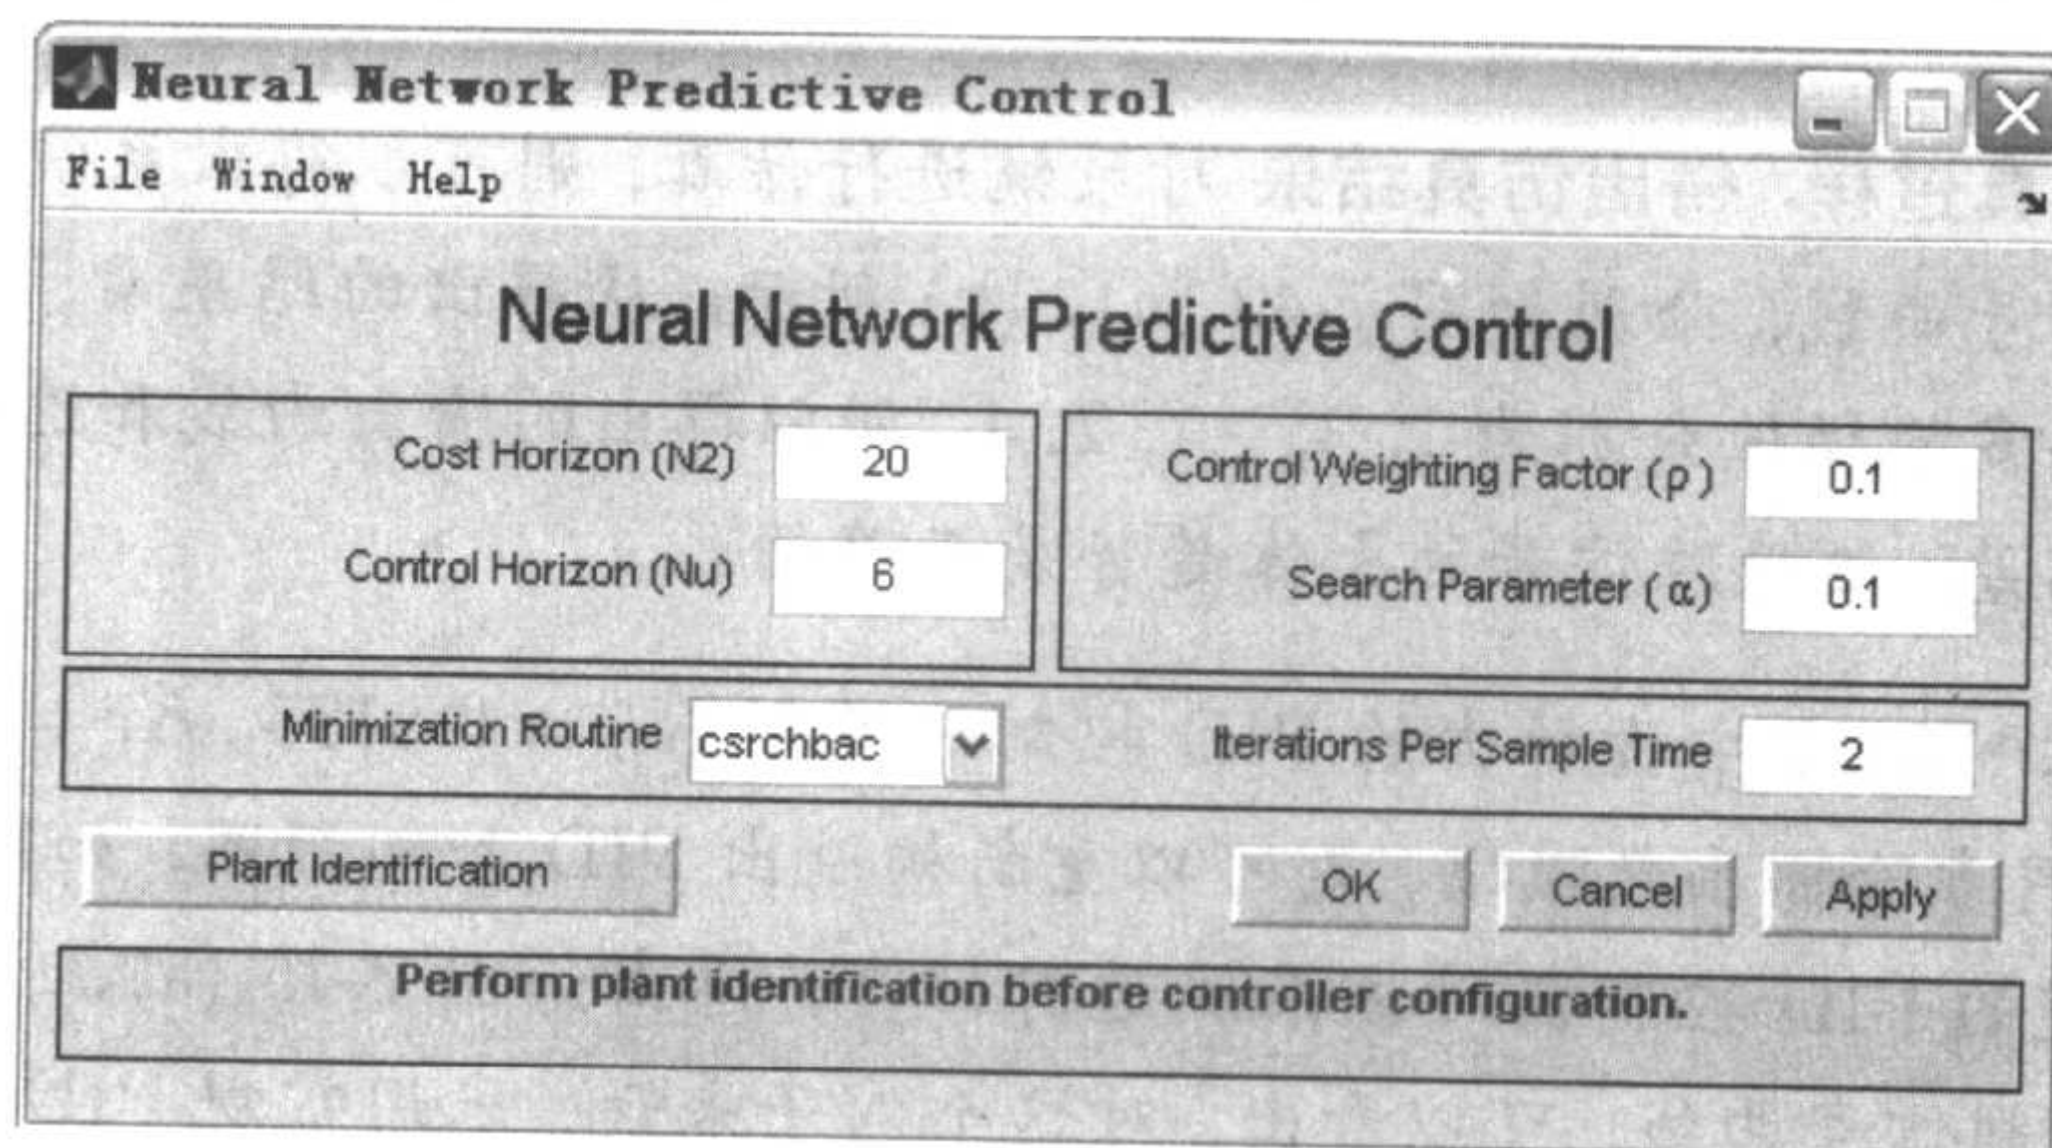 Neural Network Predictive Control
File Window Help
Neural Network Predictive Control
Cost Horizon (N2) 20
Control Horizon (Nu) 6
Control Weighting Factor (ρ) 0.1
Search Parameter (α) 0.1
Minimization Routine csrchbac
Iterations Per Sample Time 2
Plant Identification
OK Cancel Apply
Perform plant identification before controller configuration.